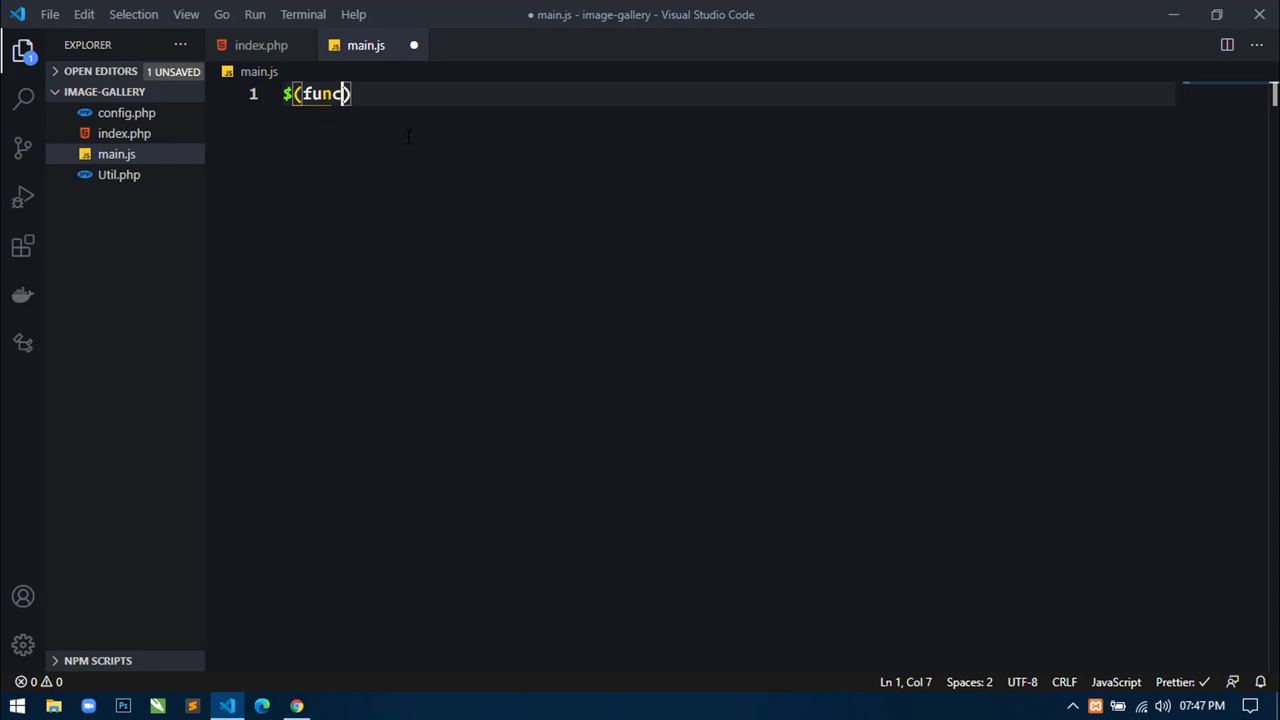 File Edit Selection View Go Run Terminal Help
● main.js - image-gallery - Visual Studio Code
EXPLORER
index.php
main.js
OPEN EDITORS 1 UNSAVED
main.js
IMAGE-GALLERY
1 $(func)
config.php
index.php
main.js
Util.php
1
NPM SCRIPTS
0 0
Ln 1, Col 7 Spaces: 2 UTF-8 CRLF JavaScript Prettier: ✓
Ps
07:47 PM